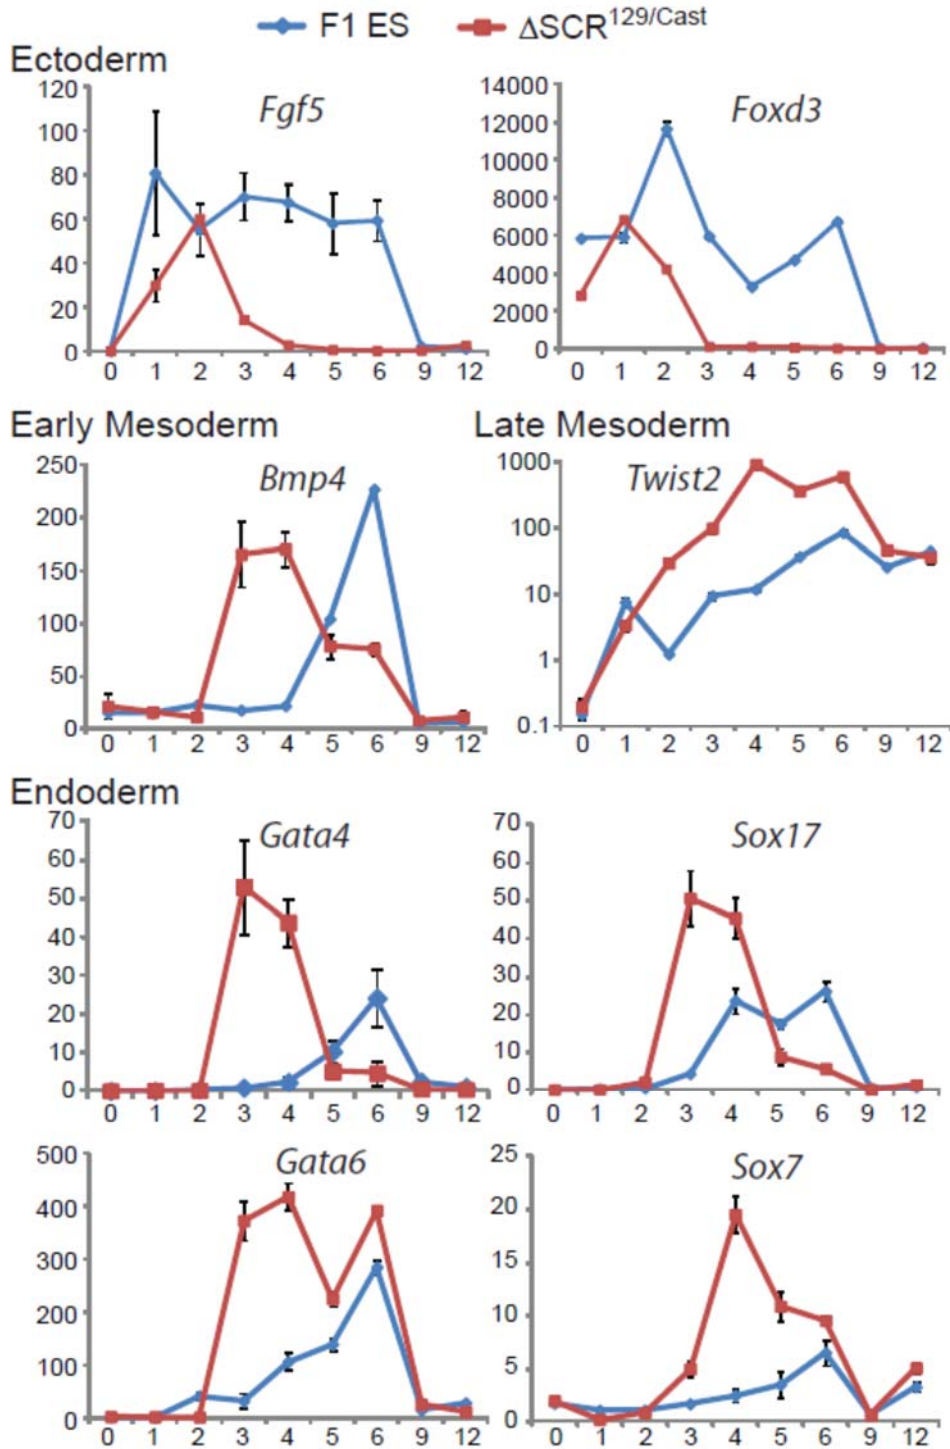 F1 ES ΔSCR129/Cast
Ectoderm
Fgf5
120
100
80
60
40
20
0
0 1 2 3 4 5 6 9 12
Foxd3
14000
12000
10000
8000
6000
4000
2000
0
0 1 2 3 4 5 6 9 12
Early Mesoderm
Bmp4
250
200
150
100
50
0
0 1 2 3 4 5 6 9 12
Late Mesoderm
Twist2
1000
100
10
1
0.1
0 1 2 3 4 5 6 9 12
Endoderm
Gata4
70
60
50
40
30
20
10
0
0 1 2 3 4 5 6 9 12
Sox17
70
60
50
40
30
20
10
0
0 1 2 3 4 5 6 9 12
Gata6
500
400
300
200
100
0
0 1 2 3 4 5 6 9 12
Sox7
25
20
15
10
5
0
0 1 2 3 4 5 6 9 12